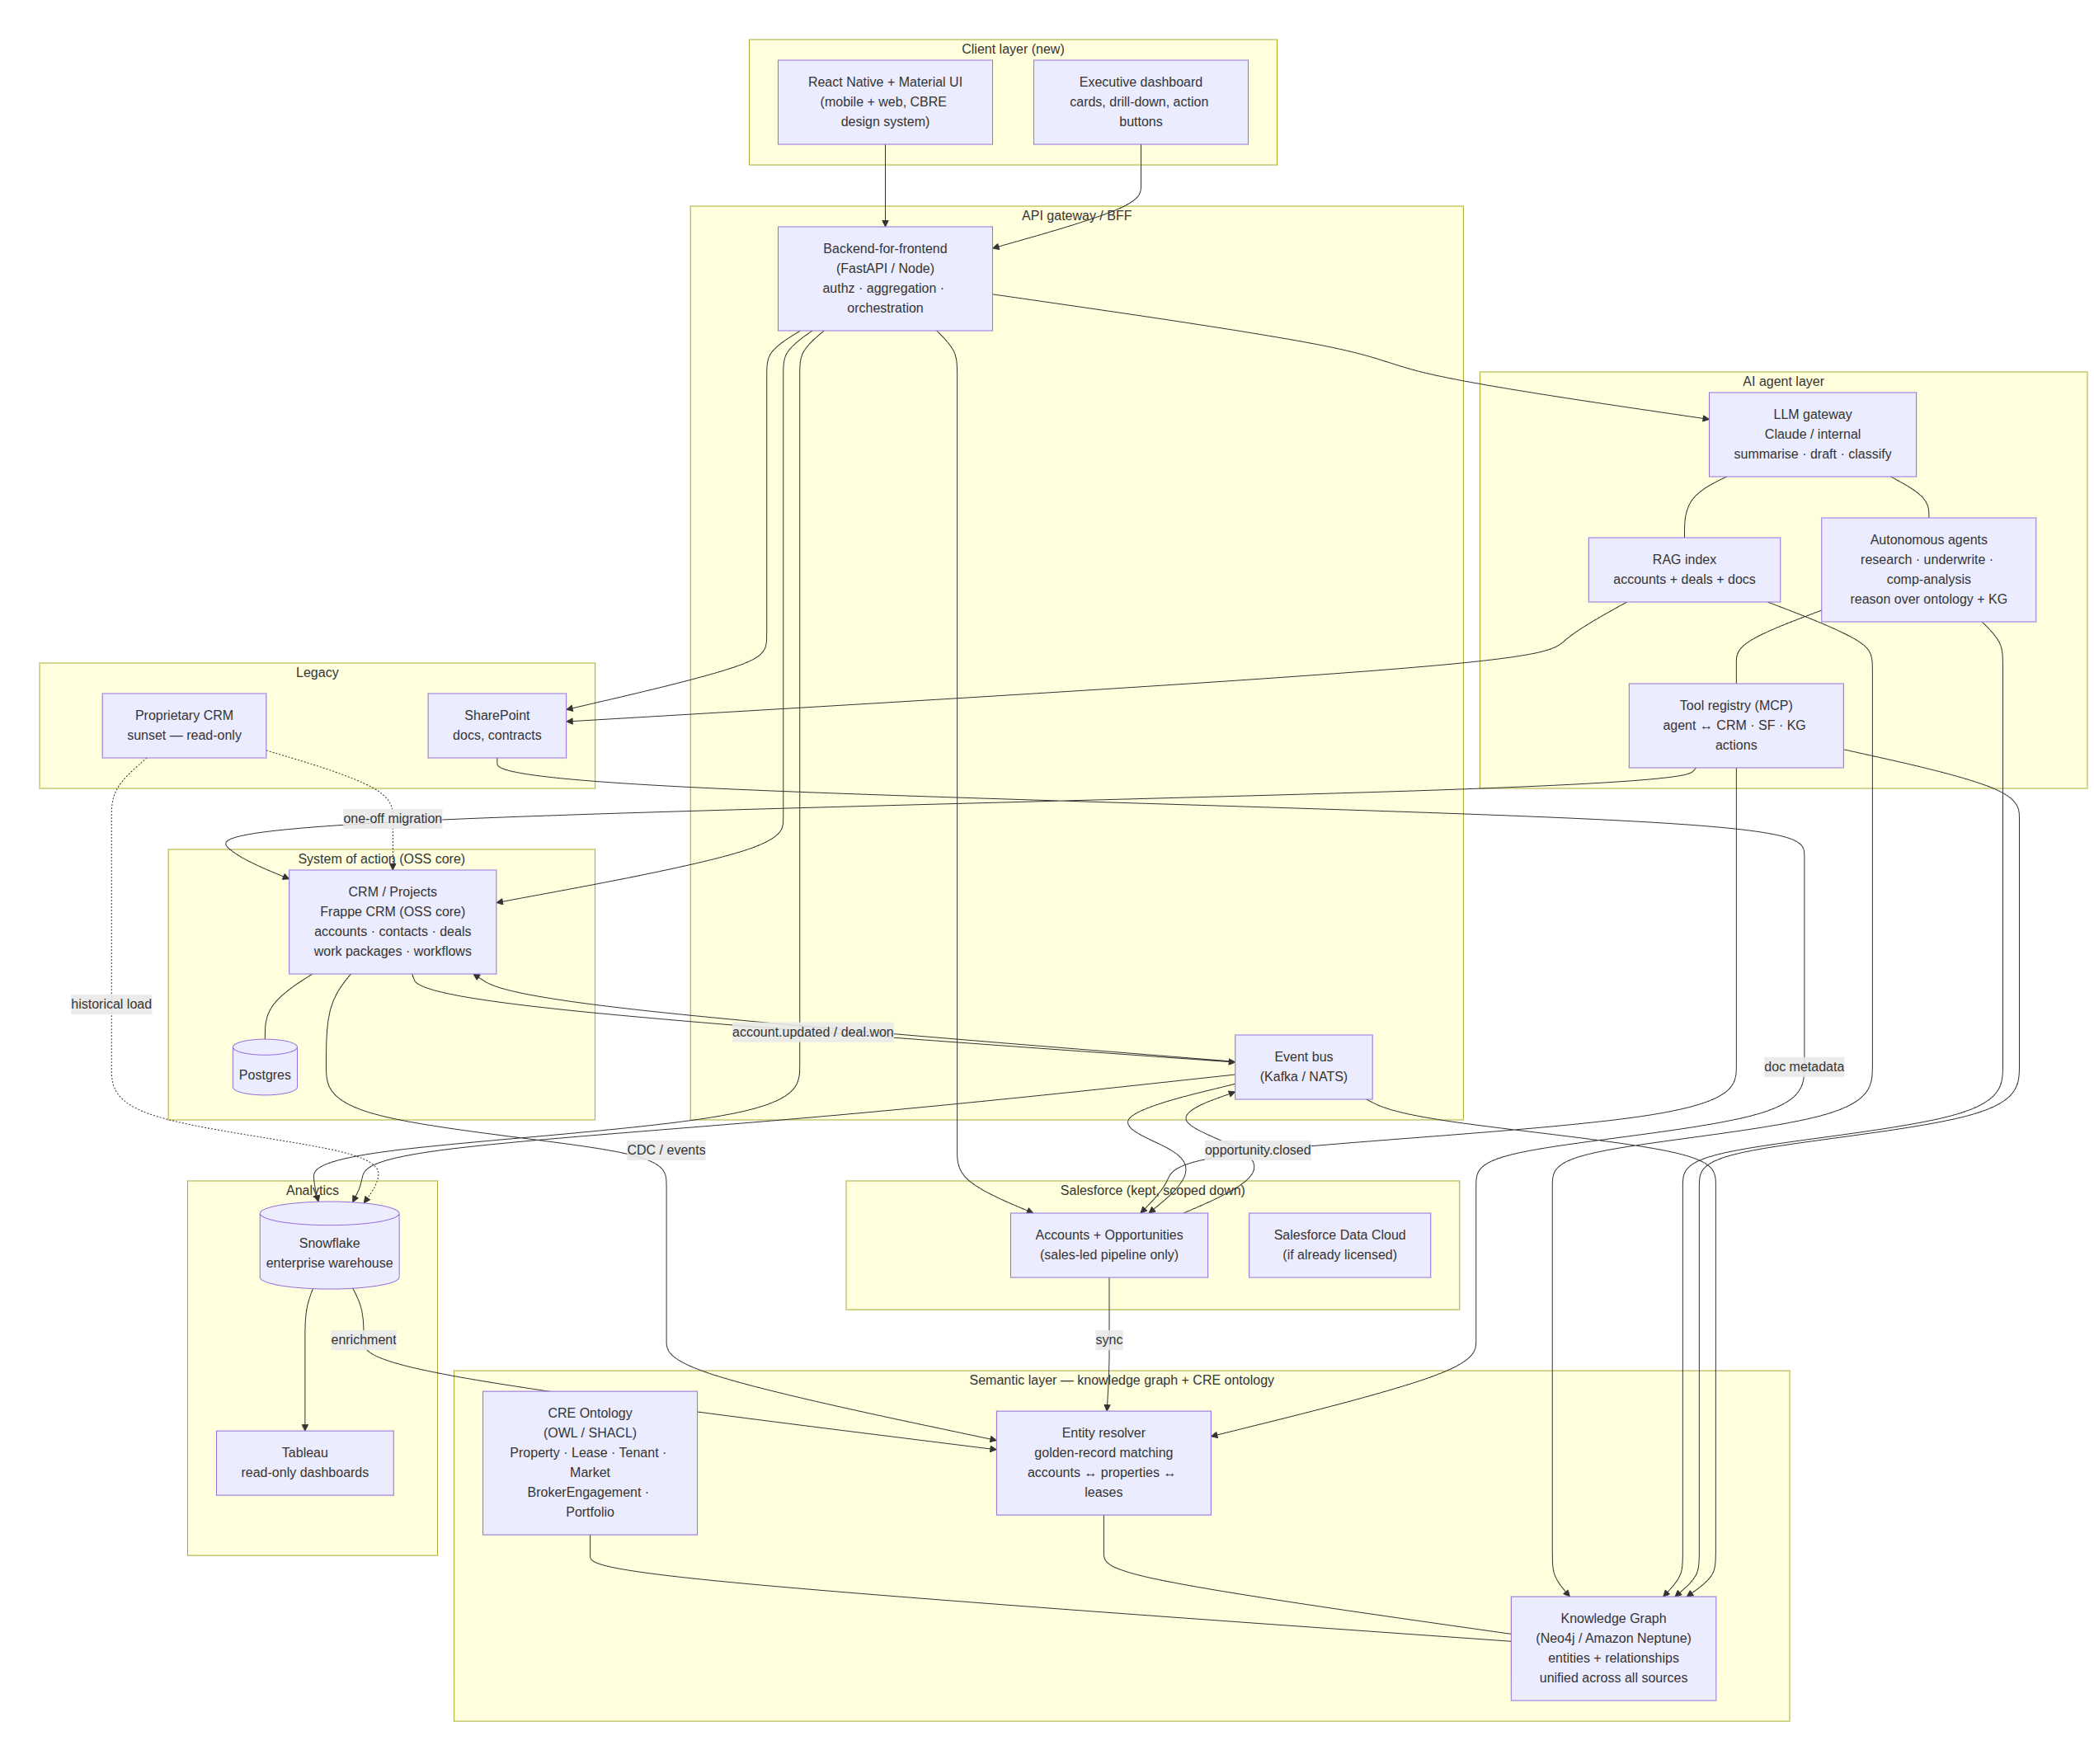 Client layer (new)
React Native + Material UI
(mobile + web, CBRE
design system)
Executive dashboard
cards, drill-down, action
buttons
API gateway / BFF
Backend-for-frontend
(FastAPI / Node)
authz · aggregation ·
orchestration
AI agent layer
LLM gateway
Claude / internal
summarise · draft · classify
RAG index
accounts + deals + docs
Autonomous agents
research · underwrite ·
comp-analysis
reason over ontology + KG
Tool registry (MCP)
agent ↔ CRM · SF · KG
actions
Legacy
Proprietary CRM
sunset — read-only
SharePoint
docs, contracts
one-off migration
System of action (OSS core)
CRM / Projects
Frappe CRM (OSS core)
accounts · contacts · deals
work packages · workflows
historical load
Postgres
account.updated / deal.won
Event bus
(Kafka / NATS)
doc metadata
CDC / events
opportunity.closed
Analytics
Snowflake
enterprise warehouse
Salesforce (kept, scoped down)
Accounts + Opportunities
(sales-led pipeline only)
Salesforce Data Cloud
(if already licensed)
enrichment
sync
Tableau
read-only dashboards
Semantic layer — knowledge graph + CRE ontology
CRE Ontology
(OWL / SHACL)
Property · Lease · Tenant ·
Market
BrokerEngagement ·
Portfolio
Entity resolver
golden-record matching
accounts ↔ properties ↔
leases
Knowledge Graph
(Neo4j / Amazon Neptune)
entities + relationships
unified across all sources